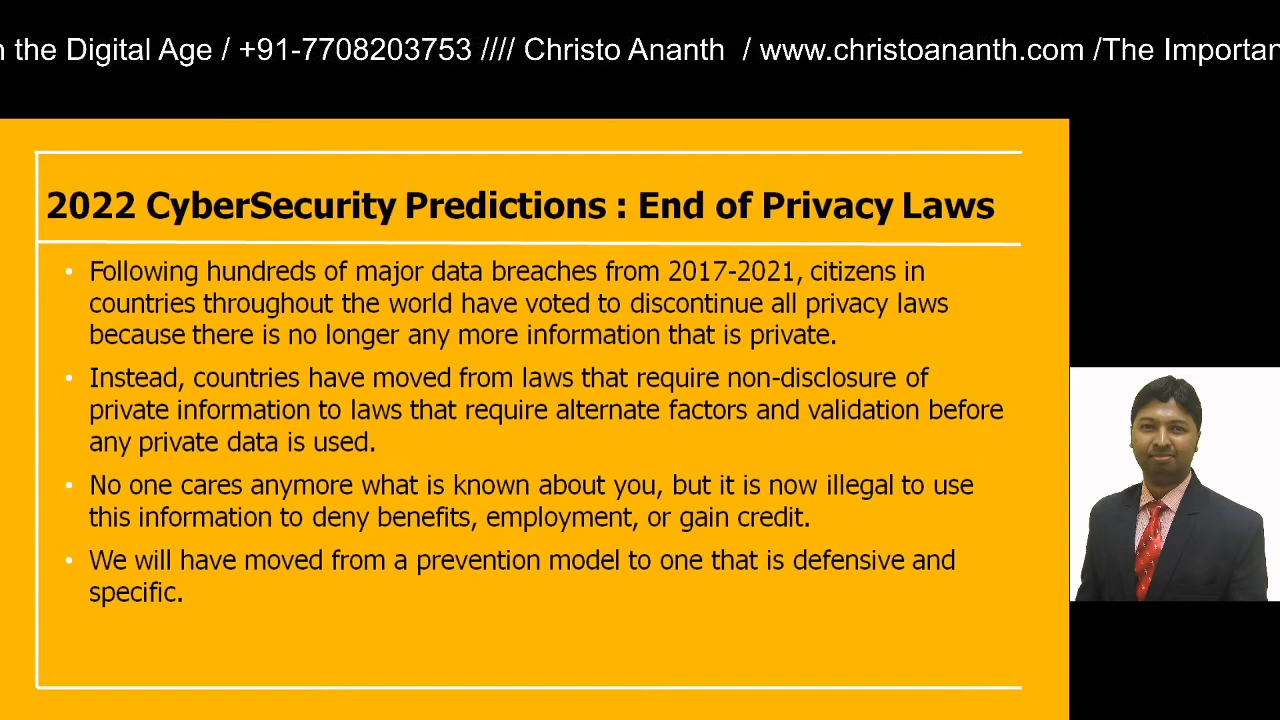 the Digital Age / +91-7708203753 //// Christo Ananth / www.christoananth.com /The Importan
2022 CyberSecurity Predictions : End of Privacy Laws
• Following hundreds of major data breaches from 2017-2021, citizens in
countries throughout the world have voted to discontinue all privacy laws
because there is no longer any more information that is private.
• Instead, countries have moved from laws that require non-disclosure of
private information to laws that require alternate factors and validation before
any private data is used.
• No one cares anymore what is known about you, but it is now illegal to use
this information to deny benefits, employment, or gain credit.
• We will have moved from a prevention model to one that is defensive and
specific.